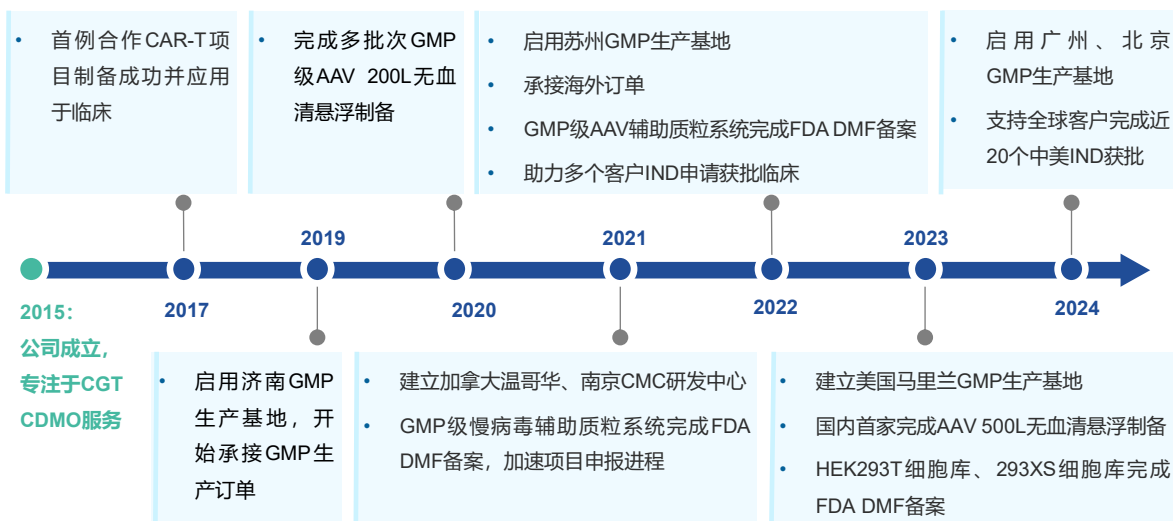 • 首例合作CAR-T项
目制备成功并应用
于临床
• 完成多批次GMP
级AAV 200L无血
清悬浮制备
• 启用苏州GMP生产基地
• 承接海外订单
• GMP级AAV辅助质粒系统完成FDA DMF备案
• 助力多个客户IND申请获批临床
• 启用广州、北京
GMP生产基地
• 支持全球客户完成近
20个中美IND获批
2019
2021
2023
2015：
公司成立，
专注于CGT
CDMO服务
2017
2020
2022
2024
• 启用济南GMP
生产基地，开
始承接GMP生
产订单
• 建立加拿大温哥华、南京CMC研发中心
• GMP级慢病毒辅助质粒系统完成FDA
DMF备案，加速项目申报进程
• 建立美国马里兰GMP生产基地
• 国内首家完成AAV 500L无血清悬浮制备
• HEK293T细胞库、293XS细胞库完成
FDA DMF备案